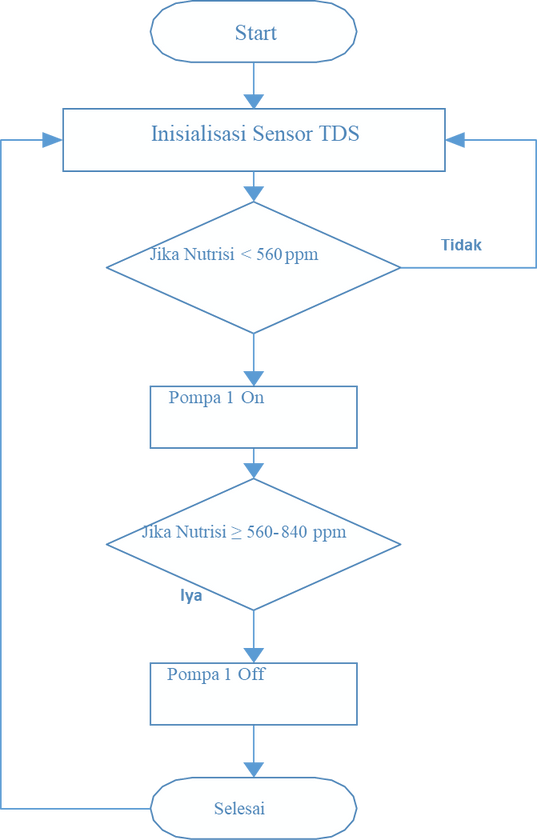 Start
Inisialisasi Sensor TDS
Jika Nutrisi < 560 ppm
Tidak
Pompa 1 On
Jika Nutrisi ≥ 560-840 ppm
Iya
Pompa 1 Off
Selesai